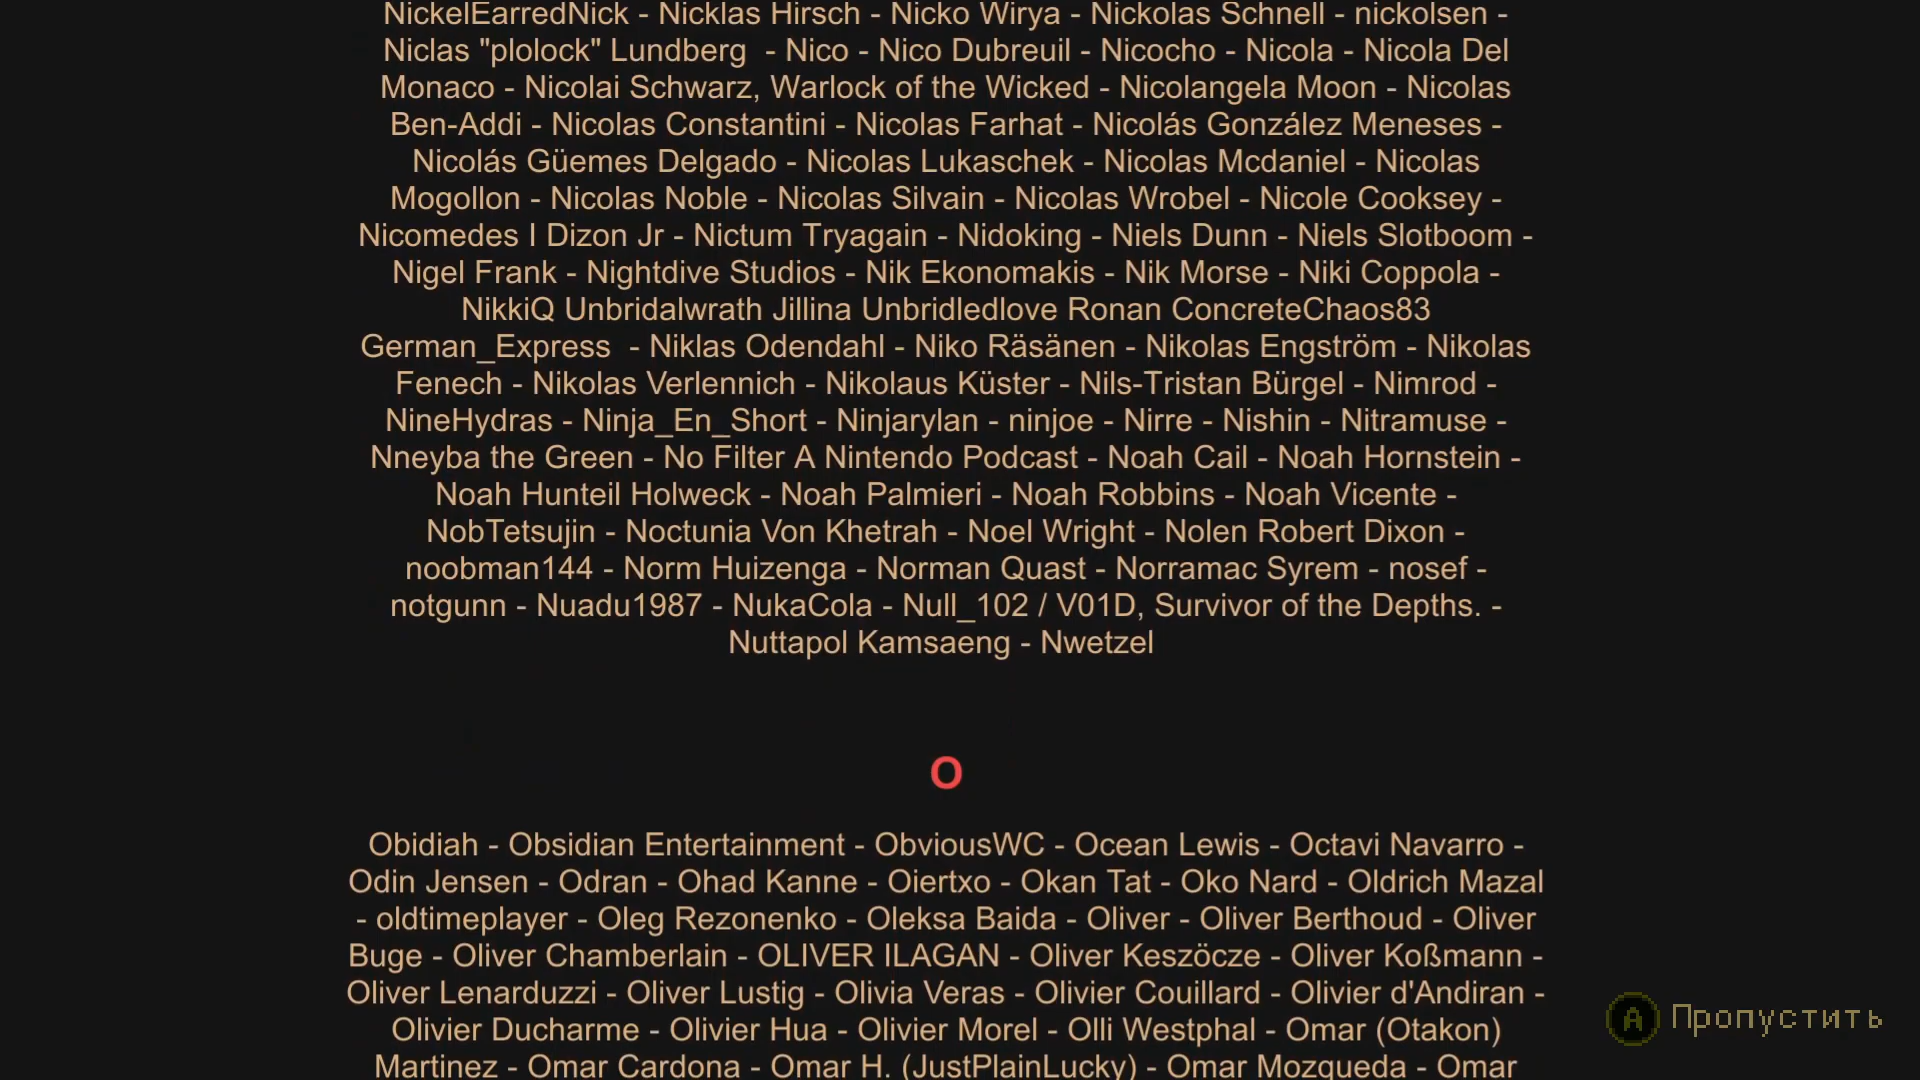 NickelEarredNick - Nicklas Hirsch - Nicko Wirya - Nickolas Schnell - nickolsen -
Niclas "plolock" Lundberg  - Nico - Nico Dubreuil - Nicocho - Nicola - Nicola Del
Monaco - Nicolai Schwarz, Warlock of the Wicked - Nicolangela Moon - Nicolas
Ben-Addi - Nicolas Constantini - Nicolas Farhat - Nicolás González Meneses -
Nicolás Güemes Delgado - Nicolas Lukaschek - Nicolas Mcdaniel - Nicolas
Mogollon - Nicolas Noble - Nicolas Silvain - Nicolas Wrobel - Nicole Cooksey -
Nicomedes I Dizon Jr - Nictum Tryagain - Nidoking - Niels Dunn - Niels Slotboom -
Nigel Frank - Nightdive Studios - Nik Ekonomakis - Nik Morse - Niki Coppola -
NikkiQ Unbridalwrath Jillina Unbridledlove Ronan ConcreteChaos83
German_Express  - Niklas Odendahl - Niko Räsänen - Nikolas Engström - Nikolas
Fenech - Nikolas Verlennich - Nikolaus Küster - Nils-Tristan Bürgel - Nimrod -
NineHydras - Ninja_En_Short - Ninjarylan - ninjoe - Nirre - Nishin - Nitramuse -
Nneyba the Green - No Filter A Nintendo Podcast - Noah Cail - Noah Hornstein -
Noah Hunteil Holweck - Noah Palmieri - Noah Robbins - Noah Vicente -
NobTetsujin - Noctunia Von Khetrah - Noel Wright - Nolen Robert Dixon -
noobman144 - Norm Huizenga - Norman Quast - Norramac Syrem - nosef -
notgunn - Nuadu1987 - NukaCola - Null_102 / V01D, Survivor of the Depths. -
Nuttapol Kamsaeng - Nwetzel
O
Obidiah - Obsidian Entertainment - ObviousWC - Ocean Lewis - Octavi Navarro -
Odin Jensen - Odran - Ohad Kanne - Oiertxo - Okan Tat - Oko Nard - Oldrich Mazal
- oldtimeplayer - Oleg Rezonenko - Oleksa Baida - Oliver - Oliver Berthoud - Oliver
Buge - Oliver Chamberlain - OLIVER ILAGAN - Oliver Keszöcze - Oliver Koßmann -
Oliver Lenarduzzi - Oliver Lustig - Olivia Veras - Olivier Couillard - Olivier d'Andiran -
Olivier Ducharme - Olivier Hua - Olivier Morel - Olli Westphal - Omar (Otakon)
Martinez - Omar Cardona - Omar H. (JustPlainLucky) - Omar Mozqueda - Omar
A Пропустить